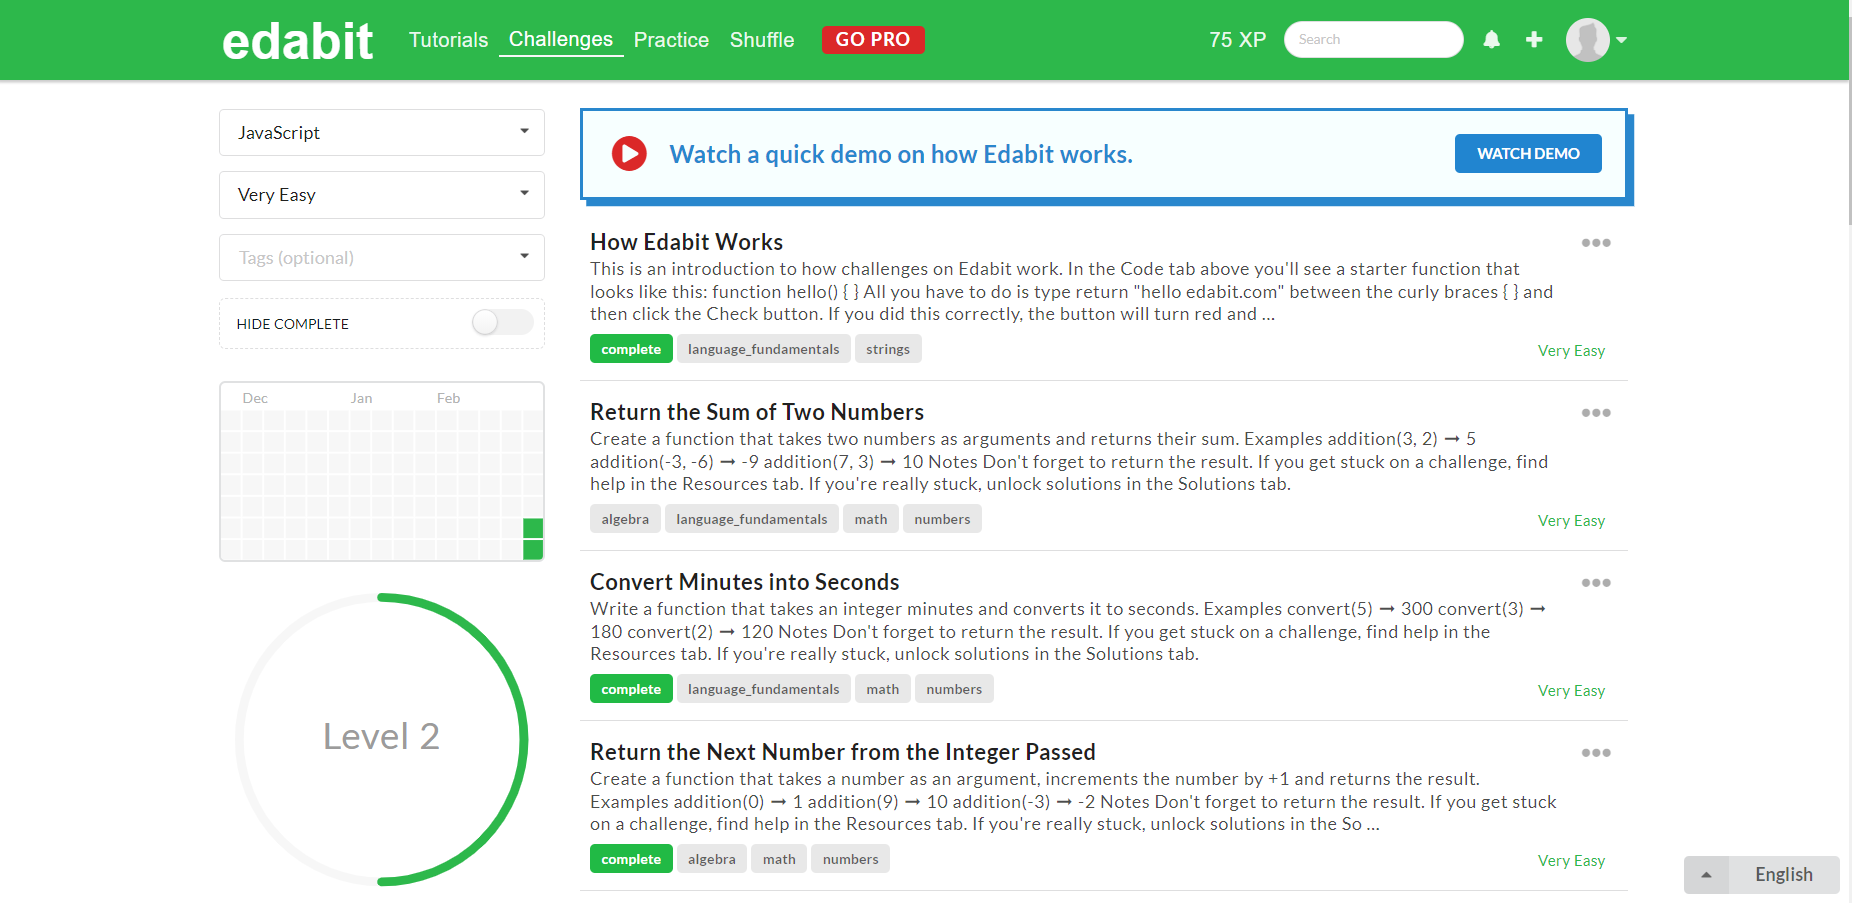 edabit
Tutorials
Challenges
Practice
Shuffle
GO PRO
75 XP
Search
JavaScript
Very Easy
Tags (optional)
HIDE COMPLETE
Dec Jan Feb
Level 2
Watch a quick demo on how Edabit works.
WATCH DEMO
How Edabit Works
This is an introduction to how challenges on Edabit work. In the Code tab above you'll see a starter function that
looks like this: function hello() { } All you have to do is type return "hello edabit.com" between the curly braces { } and
then click the Check button. If you did this correctly, the button will turn red and ...
complete language_fundamentals strings
Very Easy
Return the Sum of Two Numbers
Create a function that takes two numbers as arguments and returns their sum. Examples addition(3, 2) ➞ 5
addition(-3, -6) ➞ -9 addition(7, 3) ➞ 10 Notes Don't forget to return the result. If you get stuck on a challenge, find
help in the Resources tab. If you're really stuck, unlock solutions in the Solutions tab.
algebra language_fundamentals math numbers
Very Easy
Convert Minutes into Seconds
Write a function that takes an integer minutes and converts it to seconds. Examples convert(5) ➞ 300 convert(3) ➞
180 convert(2) ➞ 120 Notes Don't forget to return the result. If you get stuck on a challenge, find help in the
Resources tab. If you're really stuck, unlock solutions in the Solutions tab.
complete language_fundamentals math numbers
Very Easy
Return the Next Number from the Integer Passed
Create a function that takes a number as an argument, increments the number by +1 and returns the result.
Examples addition(0) ➞ 1 addition(9) ➞ 10 addition(-3) ➞ -2 Notes Don't forget to return the result. If you get stuck
on a challenge, find help in the Resources tab. If you're really stuck, unlock solutions in the So ...
complete algebra math numbers
Very Easy
English